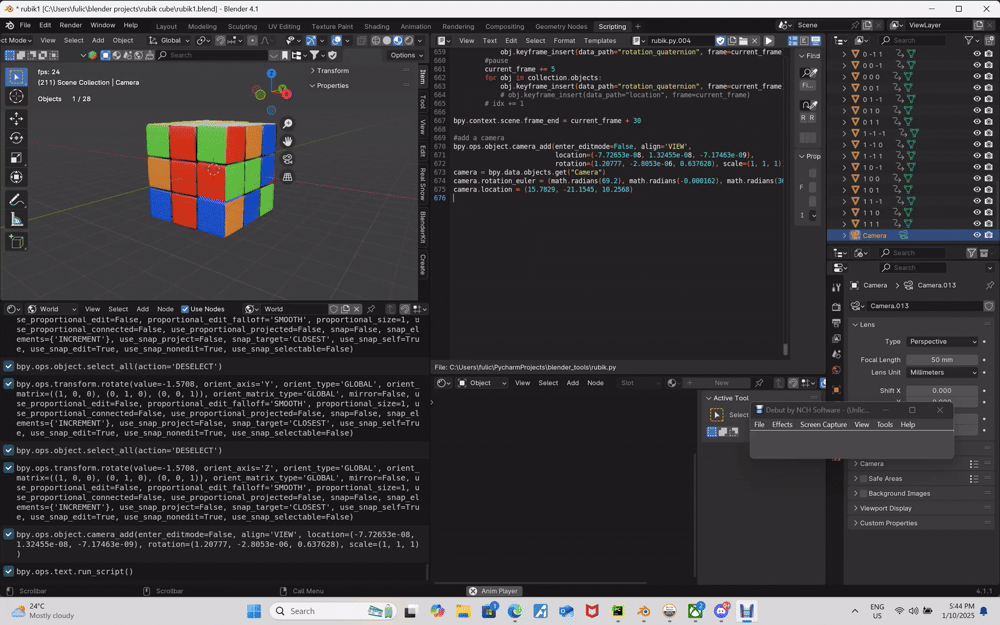 rubik1 [C:\Users\fulic\blender projects\rubik cube\rubik1.blend] - Blender 4.1
File Edit Render Window Help
Layout Modeling Sculpting UV Editing Texture Paint Shading Animation Rendering Compositing Geometry Nodes Scripting
Scene ViewLayer
View Select Add Object
Global
Options
fps: 24
(211) Scene Collection | Camera
Objects 1 / 28
Transform
Properties
Item
Tool
View
Edit
Real Snow
BlenderKit
Create
View Text Edit Select Format Templates
rubik.py.004
659 obj.keyframe_insert(data_path="rotation_quaternion", frame=current_frame
660 #pause
661 current_frame += 5
662 for obj in collection.objects:
663 obj.keyframe_insert(data_path="rotation_quaternion", frame=current_frame
664 # obj.keyframe_insert(data_path="location", frame=current_frame)
665 # idx += 1
666
667 bpy.context.scene.frame_end = current_frame + 30
668
669 #add a camera
670 bpy.ops.object.camera_add(enter_editmode=False, align='VIEW',
671 location=(-7.72653e-08, 1.32455e-08, -7.17463e-09),
672 rotation=(1.20777, -2.8053e-06, 0.637628), scale=(1, 1, 1)
673 camera = bpy.data.objects.get("Camera")
674 camera.rotation_euler = (math.radians(69.2), math.radians(-0.000162), math.radians(36
675 camera.location = (15.7829, -21.1545, 10.2568)
676
Find
Fi...
R R
Prop
F
1
File: C:\Users\fulic\PycharmProjects\blender_tools\rubik.py
Search
0 -1 1
0 0 -1
0 0 0
0 0 1
0 1 -1
0 1 0
0 1 1
1 -1 -1
1 -1 0
1 -1 1
1 0 -1
1 0 0
1 0 1
1 1 -1
1 1 0
1 1 1
Camera
Search
Search
Camera Camera.013
Camera.013
Lens
Type Perspective
Focal Length 50 mm
Lens Unit Millimeters
Shift X 0.000
Camera
Safe Areas
Background Images
Viewport Display
Custom Properties
World View Select Add Node Use Nodes World
se_proportional_edit=False, proportional_edit_falloff='SMOOTH', proportional_size=1, u
se_proportional_connected=False, use_proportional_projected=False, snap=False, snap_el
ements={'INCREMENT'}, use_snap_project=False, snap_target='CLOSEST', use_snap_self=Tru
e, use_snap_edit=True, use_snap_nonedit=True, use_snap_selectable=False)
bpy.ops.object.select_all(action='DESELECT')
bpy.ops.transform.rotate(value=-1.5708, orient_axis='Y', orient_type='GLOBAL', orient_
matrix=((1, 0, 0), (0, 1, 0), (0, 0, 1)), orient_matrix_type='GLOBAL', mirror=False, u
se_proportional_edit=False, proportional_edit_falloff='SMOOTH', proportional_size=1, u
se_proportional_connected=False, use_proportional_projected=False, snap=False, snap_el
ements={'INCREMENT'}, use_snap_project=False, snap_target='CLOSEST', use_snap_self=Tru
e, use_snap_edit=True, use_snap_nonedit=True, use_snap_selectable=False)
bpy.ops.object.select_all(action='DESELECT')
bpy.ops.transform.rotate(value=-1.5708, orient_axis='Z', orient_type='GLOBAL', orient_
matrix=((1, 0, 0), (0, 1, 0), (0, 0, 1)), orient_matrix_type='GLOBAL', mirror=False, u
se_proportional_edit=False, proportional_edit_falloff='SMOOTH', proportional_size=1, u
se_proportional_connected=False, use_proportional_projected=False, snap=False, snap_el
ements={'INCREMENT'}, use_snap_project=False, snap_target='CLOSEST', use_snap_self=Tru
e, use_snap_edit=True, use_snap_nonedit=True, use_snap_selectable=False)
bpy.ops.object.camera_add(enter_editmode=False, align='VIEW', location=(-7.72653e-08,
1.32455e-08, -7.17463e-09), rotation=(1.20777, -2.8053e-06, 0.637628), scale=(1, 1, 1)
)
bpy.ops.text.run_script()
Object View Select Add Node Slot New
Active Tool
Select
Debut by NCH Software - (Unlic...
File Effects Screen Capture View Tools Help
Scrollbar Scrollbar Call Menu Anim Player 4.1.1
24°C
Mostly cloudy
Search
ENG
US
5:44 PM
1/10/2025